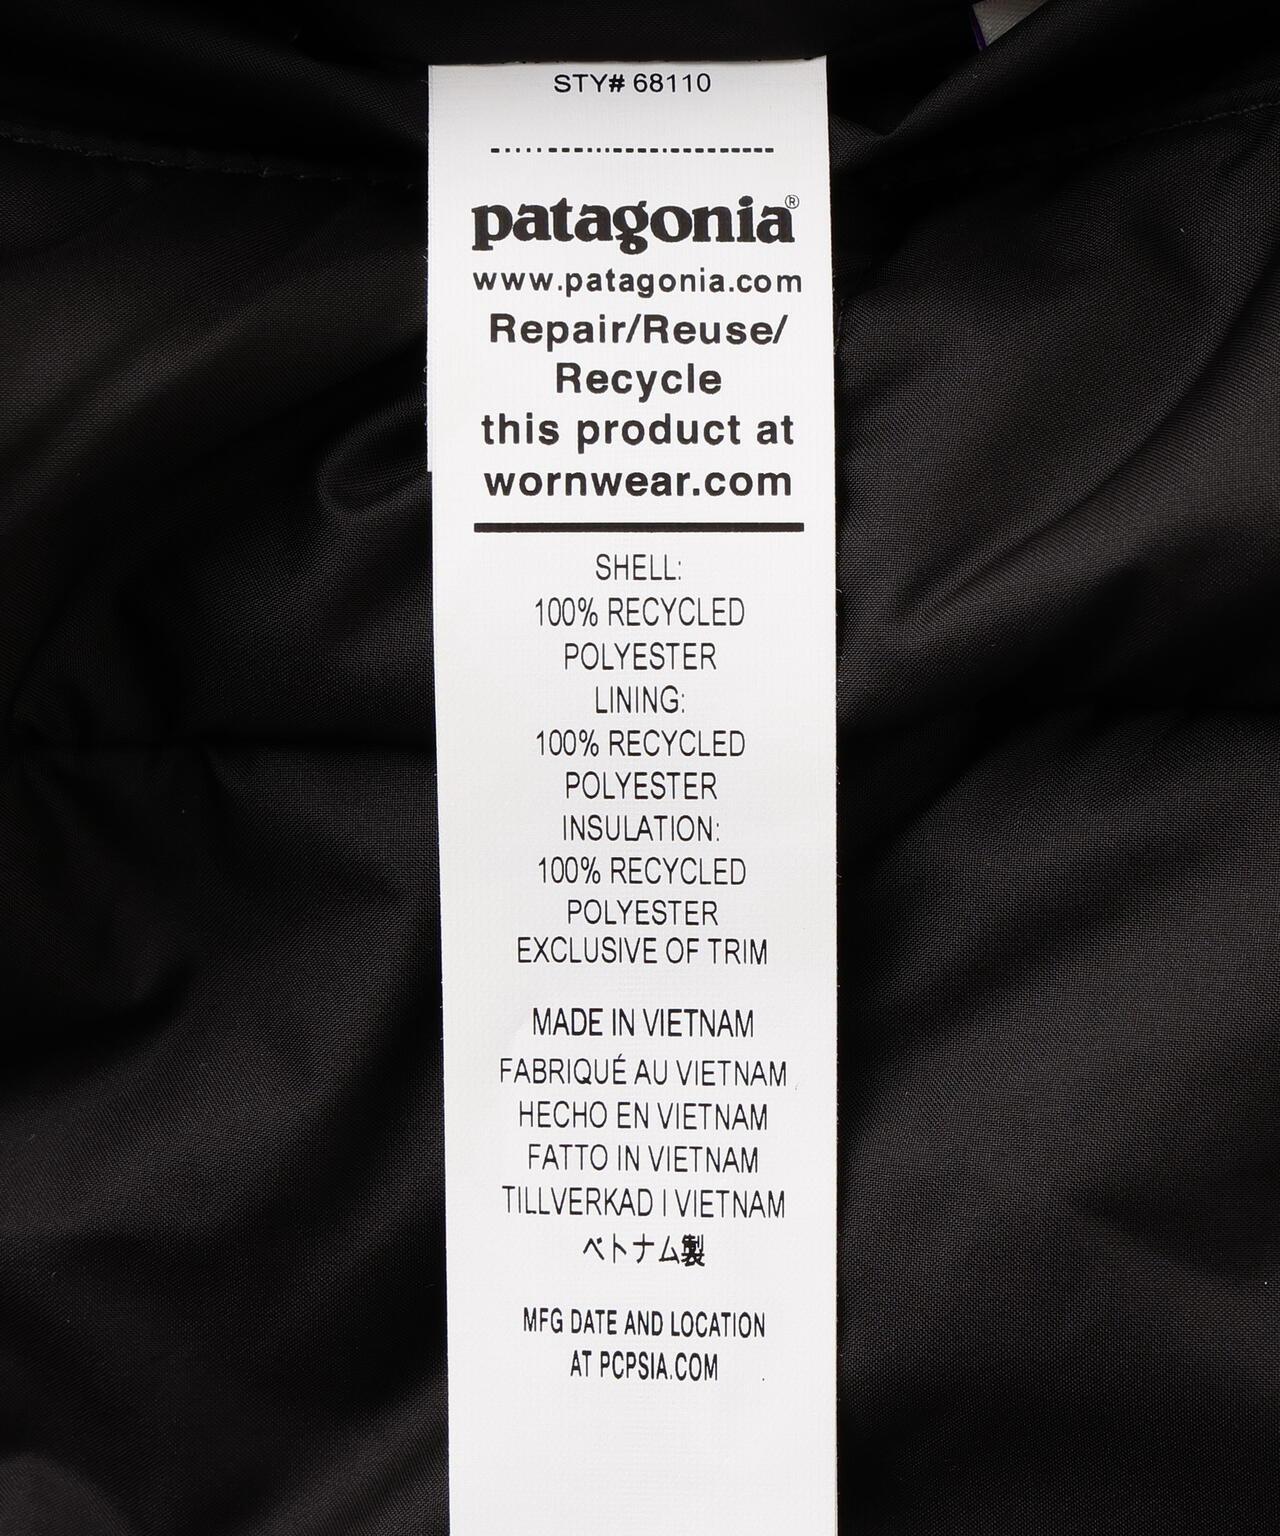 STY# 68110
patagonia®
www.patagonia.com
Repair/Reuse/
Recycle
this product at
wornwear.com
SHELL:
100% RECYCLED
POLYESTER
LINING:
100% RECYCLED
POLYESTER
INSULATION:
100% RECYCLED
POLYESTER
EXCLUSIVE OF TRIM
MADE IN VIETNAM
FABRIQUÉ AU VIETNAM
HECHO EN VIETNAM
FATTO IN VIETNAM
TILLVERKAD I VIETNAM
ベトナム製
MFG DATE AND LOCATION
AT PCPSIA.COM